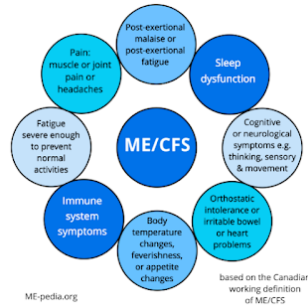 Post-exertional
malaise or
post-exertional
fatigue
Sleep
dysfunction
Cognitive
or neurological
symptoms e.g.
thinking, sensory
& movement
Orthostatic
intolerance or
irritable bowel
or heart
problems
Body
temperature
changes,
feverishness,
or appetite
changes
Immune
system
symptoms
Fatigue
severe enough
to prevent
normal
activities
Pain:
muscle or joint
pain or
headaches
ME/CFS
ME-pedia.org
based on the Canadian
working definition
of ME/CFS